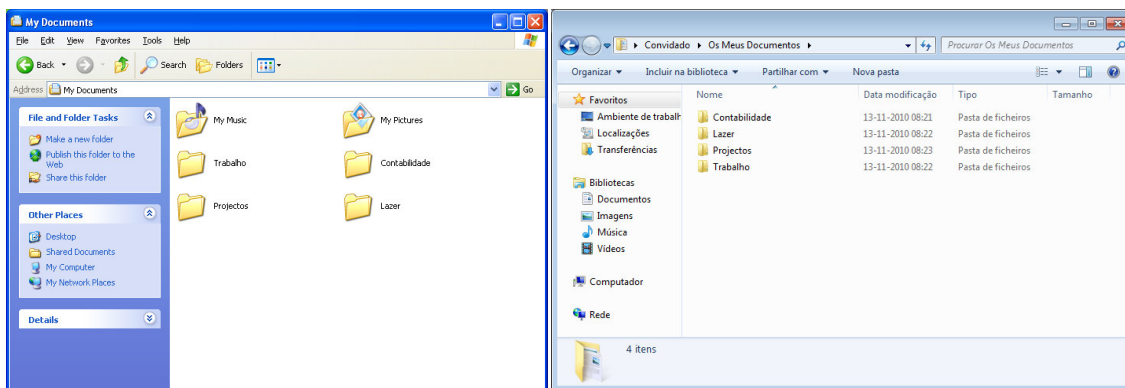 My Documents
File Edit View Favorites Tools Help
Back Search Folders
Address My Documents Go
File and Folder Tasks
Make a new folder
Publish this folder to the
Web
Share this folder
Other Places
Desktop
Shared Documents
My Computer
My Network Places
Details
My Music My Pictures
Trabalho Contabilidade
Projectos Lazer
Convidado Os Meus Documentos Procurar Os Meus Documentos
Organizar Incluir na biblioteca Partilhar com Nova pasta
Favoritos
Ambiente de trabalh
Localizações
Transferências
Bibliotecas
Documentos
Imagens
Música
Vídeos
Computador
Rede
Nome Data modificação Tipo Tamanho
Contabilidade 13-11-2010 08:21 Pasta de ficheiros
Lazer 13-11-2010 08:22 Pasta de ficheiros
Projectos 13-11-2010 08:23 Pasta de ficheiros
Trabalho 13-11-2010 08:22 Pasta de ficheiros
4 itens